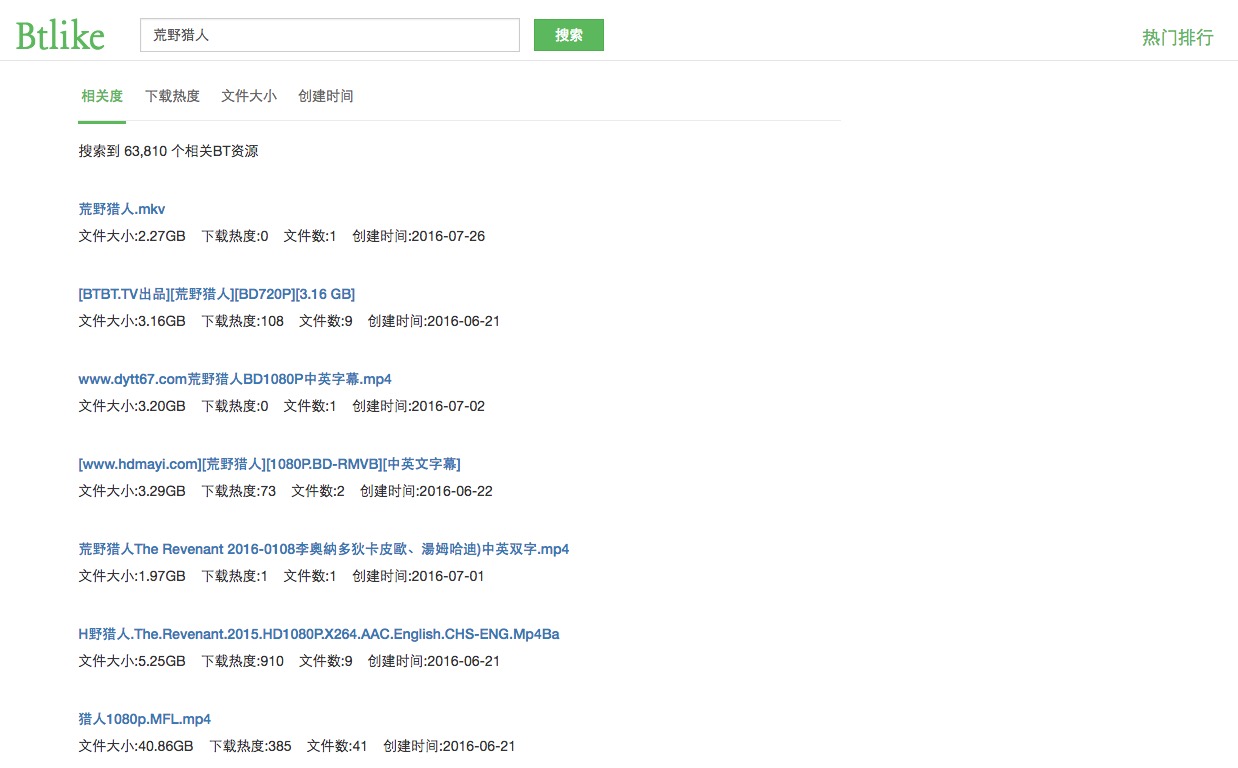 Btlike 荒野猎人 搜索 热门排行
相关度 下载热度 文件大小 创建时间
搜索到 63,810 个相关BT资源
荒野猎人.mkv
文件大小:2.27GB 下载热度:0 文件数:1 创建时间:2016-07-26
[BTBT.TV出品][荒野猎人][BD720P][3.16 GB]
文件大小:3.16GB 下载热度:108 文件数:9 创建时间:2016-06-21
www.dytt67.com荒野猎人BD1080P中英字幕.mp4
文件大小:3.20GB 下载热度:0 文件数:1 创建时间:2016-07-02
[www.hdmayi.com][荒野猎人][1080P.BD-RMVB][中英文字幕]
文件大小:3.29GB 下载热度:73 文件数:2 创建时间:2016-06-22
荒野猎人The Revenant 2016-0108李奧納多狄卡皮歐、湯姆哈迪)中英双字.mp4
文件大小:1.97GB 下载热度:1 文件数:1 创建时间:2016-07-01
H野猎人.The.Revenant.2015.HD1080P.X264.AAC.English.CHS-ENG.Mp4Ba
文件大小:5.25GB 下载热度:910 文件数:9 创建时间:2016-06-21
猎人1080p.MFL.mp4
文件大小:40.86GB 下载热度:385 文件数:41 创建时间:2016-06-21